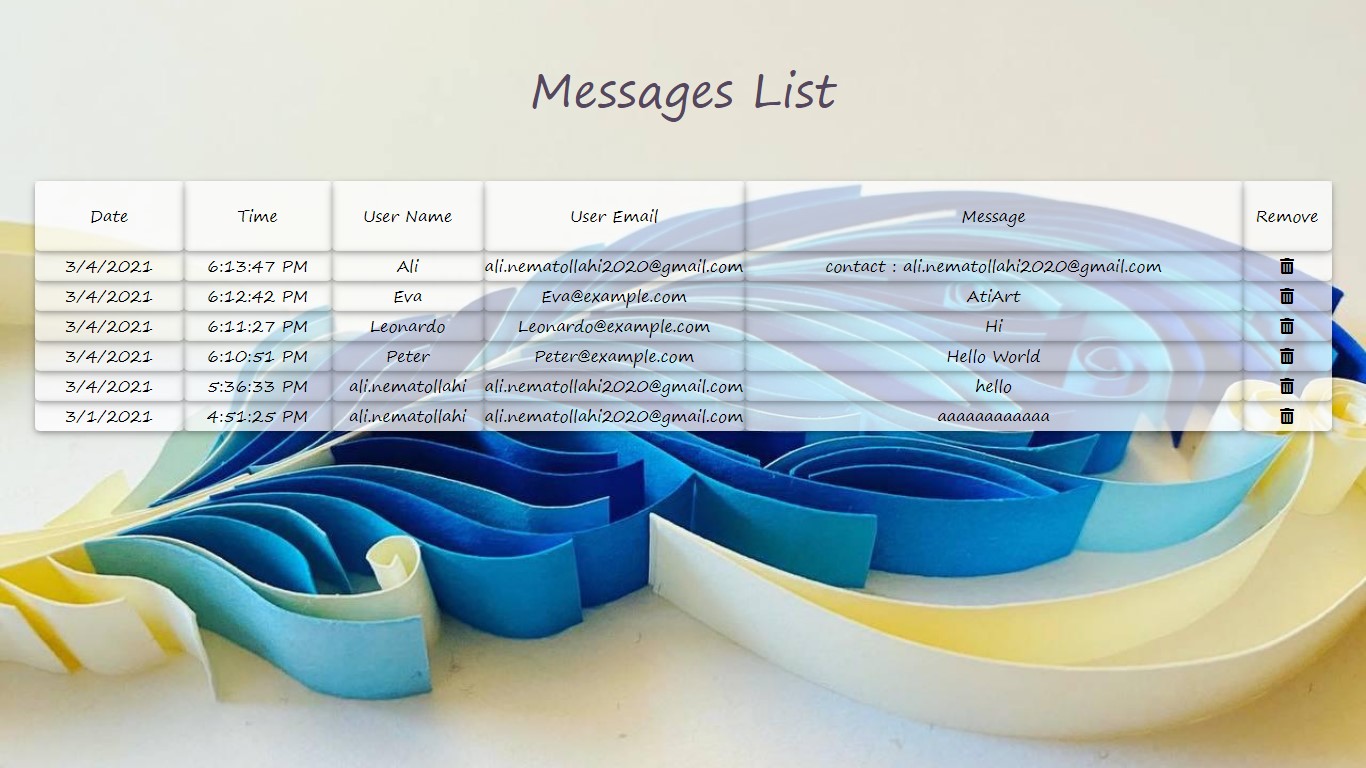 Messages List
Date Time User Name User Email Message Remove
3/4/2021 6:13:47 PM Ali ali.nematollahi2020@gmail.com contact : ali.nematollahi2020@gmail.com
3/4/2021 6:12:42 PM Eva Eva@example.com AtiArt
3/4/2021 6:11:27 PM Leonardo Leonardo@example.com Hi
3/4/2021 6:10:51 PM Peter Peter@example.com Hello World
3/4/2021 5:36:33 PM ali.nematollahi ali.nematollahi2020@gmail.com hello
3/1/2021 4:51:25 PM ali.nematollahi ali.nematollahi2020@gmail.com aaaaaaaaaaaa